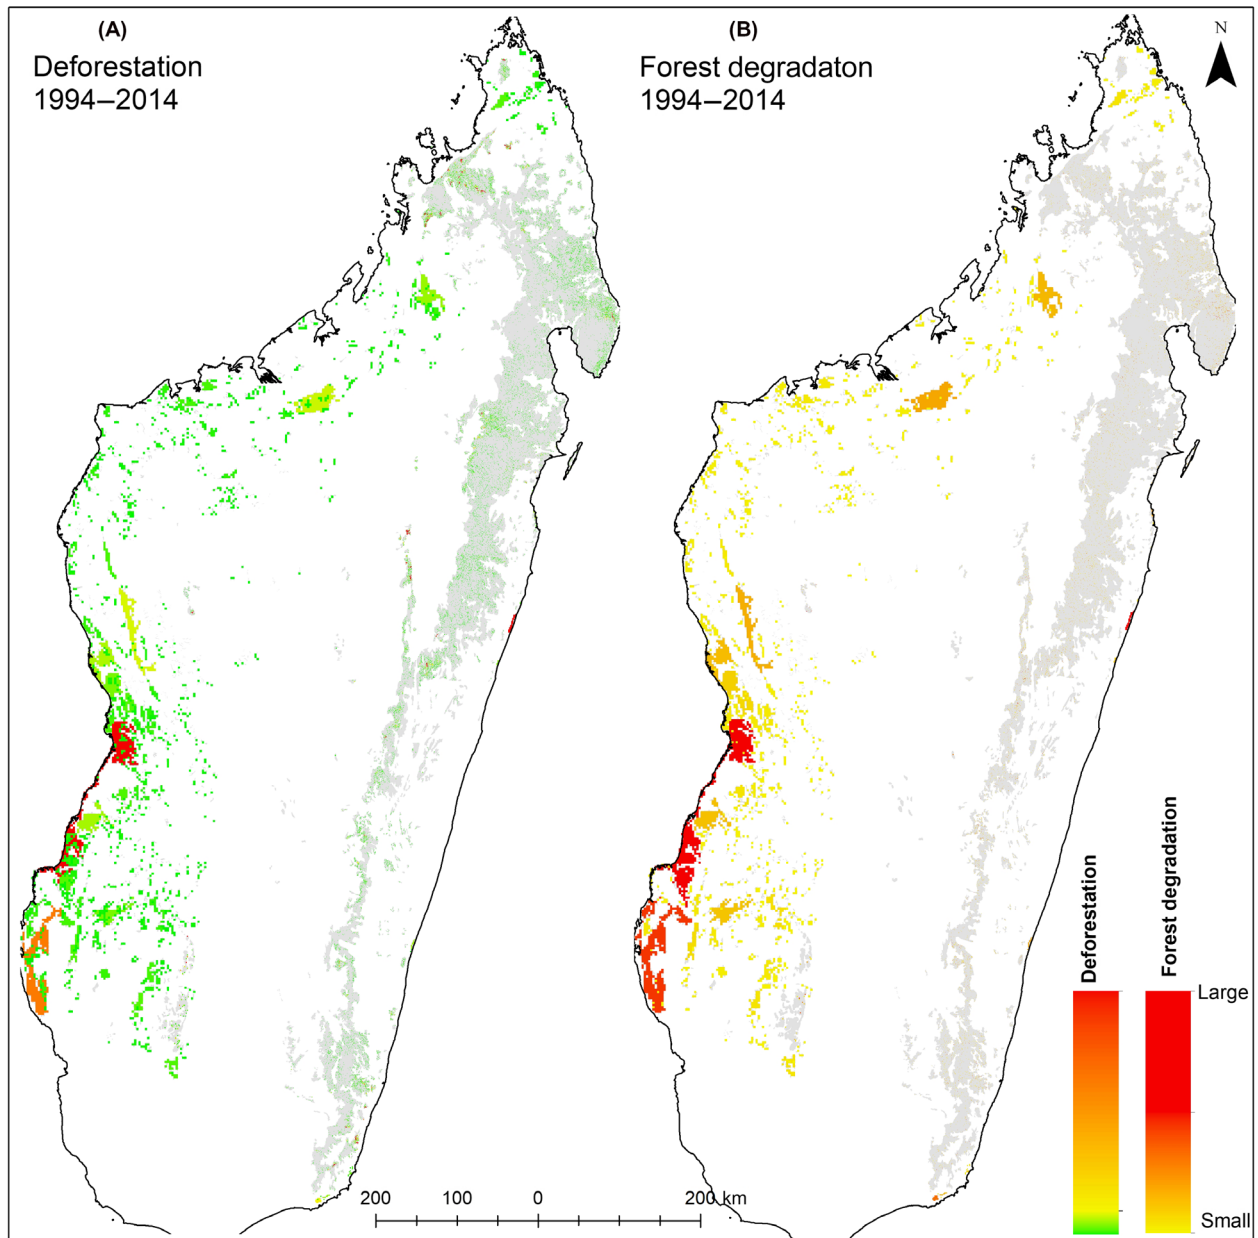 (A)
Deforestation
1994–2014
(B)
Forest degradaton
1994–2014
N
Deforestation
Forest degradation
Large
Small
200 100 0 200 km